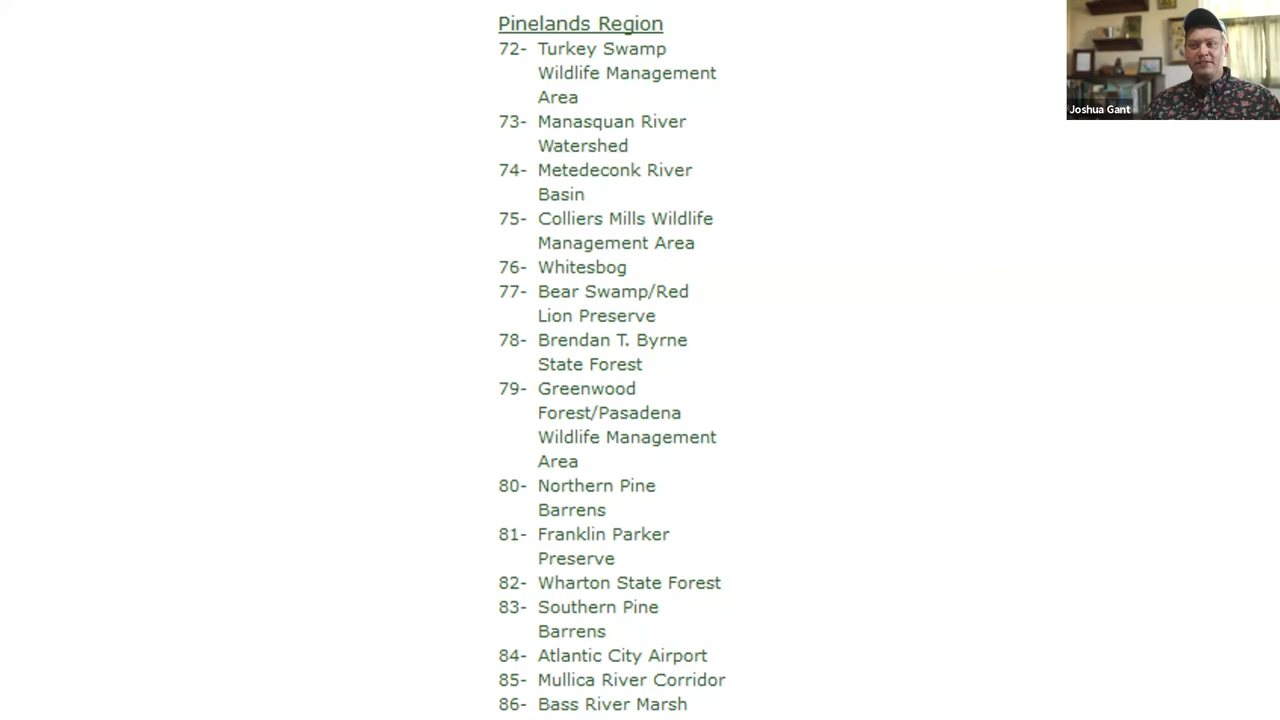 Pinelands Region
72- Turkey Swamp
Wildlife Management
Area
73- Manasquan River
Watershed
74- Metedeconk River
Basin
75- Colliers Mills Wildlife
Management Area
76- Whitesbog
77- Bear Swamp/Red
Lion Preserve
78- Brendan T. Byrne
State Forest
79- Greenwood
Forest/Pasadena
Wildlife Management
Area
80- Northern Pine
Barrens
81- Franklin Parker
Preserve
82- Wharton State Forest
83- Southern Pine
Barrens
84- Atlantic City Airport
85- Mullica River Corridor
86- Bass River Marsh
Joshua Gant